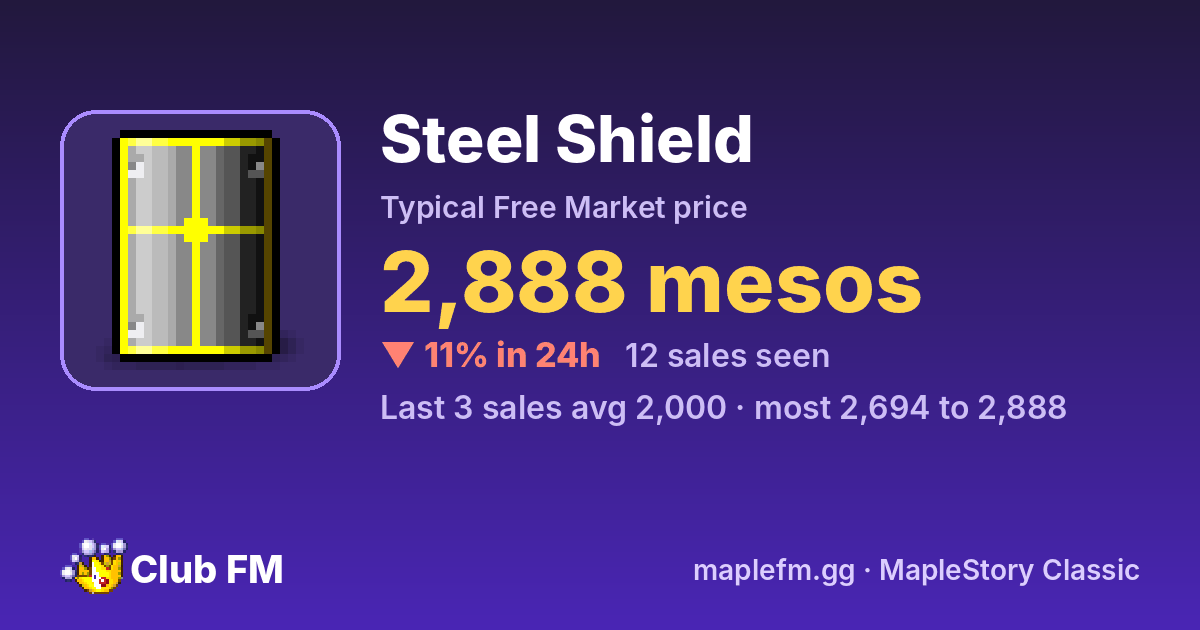 Steel Shield
Typical Free Market price
2,888 mesos
▼ 11% in 24h 12 sales seen
Last 3 sales avg 2,000 · most 2,694 to 2,888
Club FM
maplefm.gg · MapleStory Classic